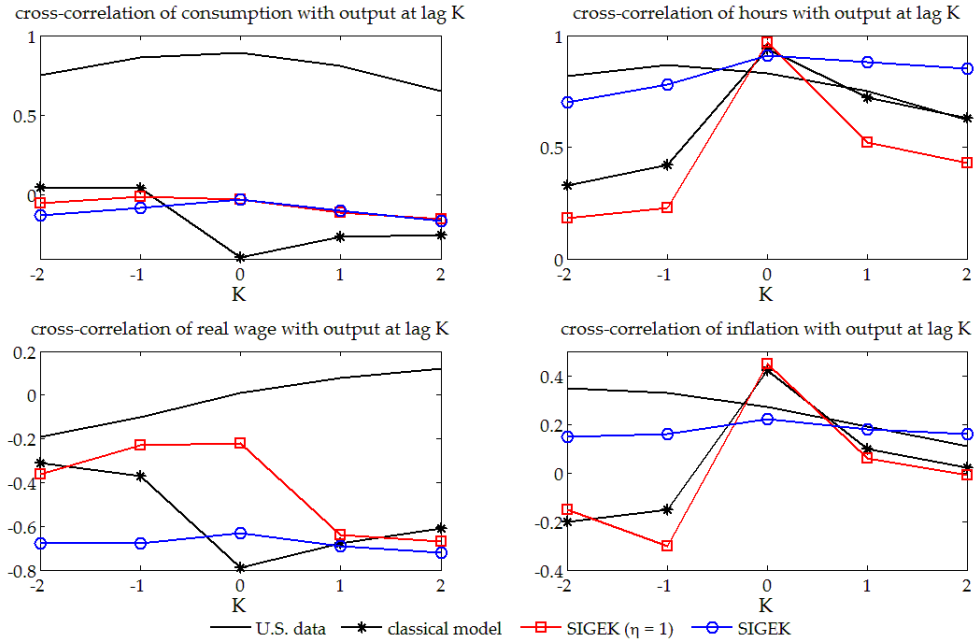 cross-correlation of consumption with output at lag K
1
0.5
0
-2 -1 0 1 2
K
cross-correlation of hours with output at lag K
1
0.5
0
-2 -1 0 1 2
K
cross-correlation of real wage with output at lag K
0.2
0
-0.2
-0.4
-0.6
-0.8
-2 -1 0 1 2
K
cross-correlation of inflation with output at lag K
0.4
0.2
0
-0.2
-0.4
-2 -1 0 1 2
K
U.S. data classical model SIGEK (η = 1) SIGEK